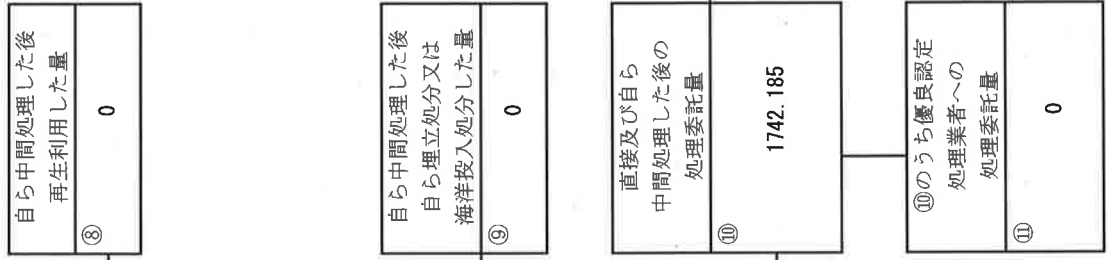 自ら中間処理した後
再生利用した量
⑧
0
自ら中間処理した後
自ら埋立処分又は
海洋投入処分した量
⑨
0
直接及び自ら
中間処理した後の
処理委託量
⑩
1742.185
⑩のうち優良認定
処理業者への
処理委託量
⑪
0